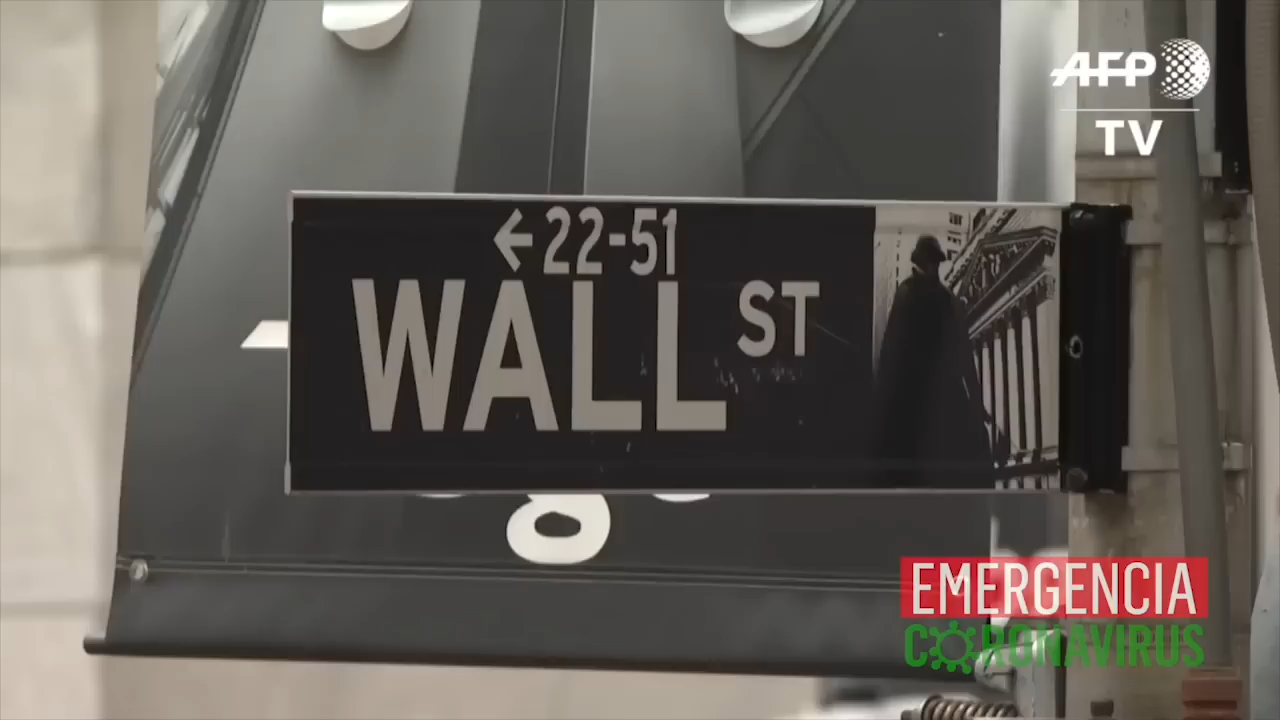 AFP
TV
←22-51
WALL ST
EMERGENCIA
CORONAVIRUS